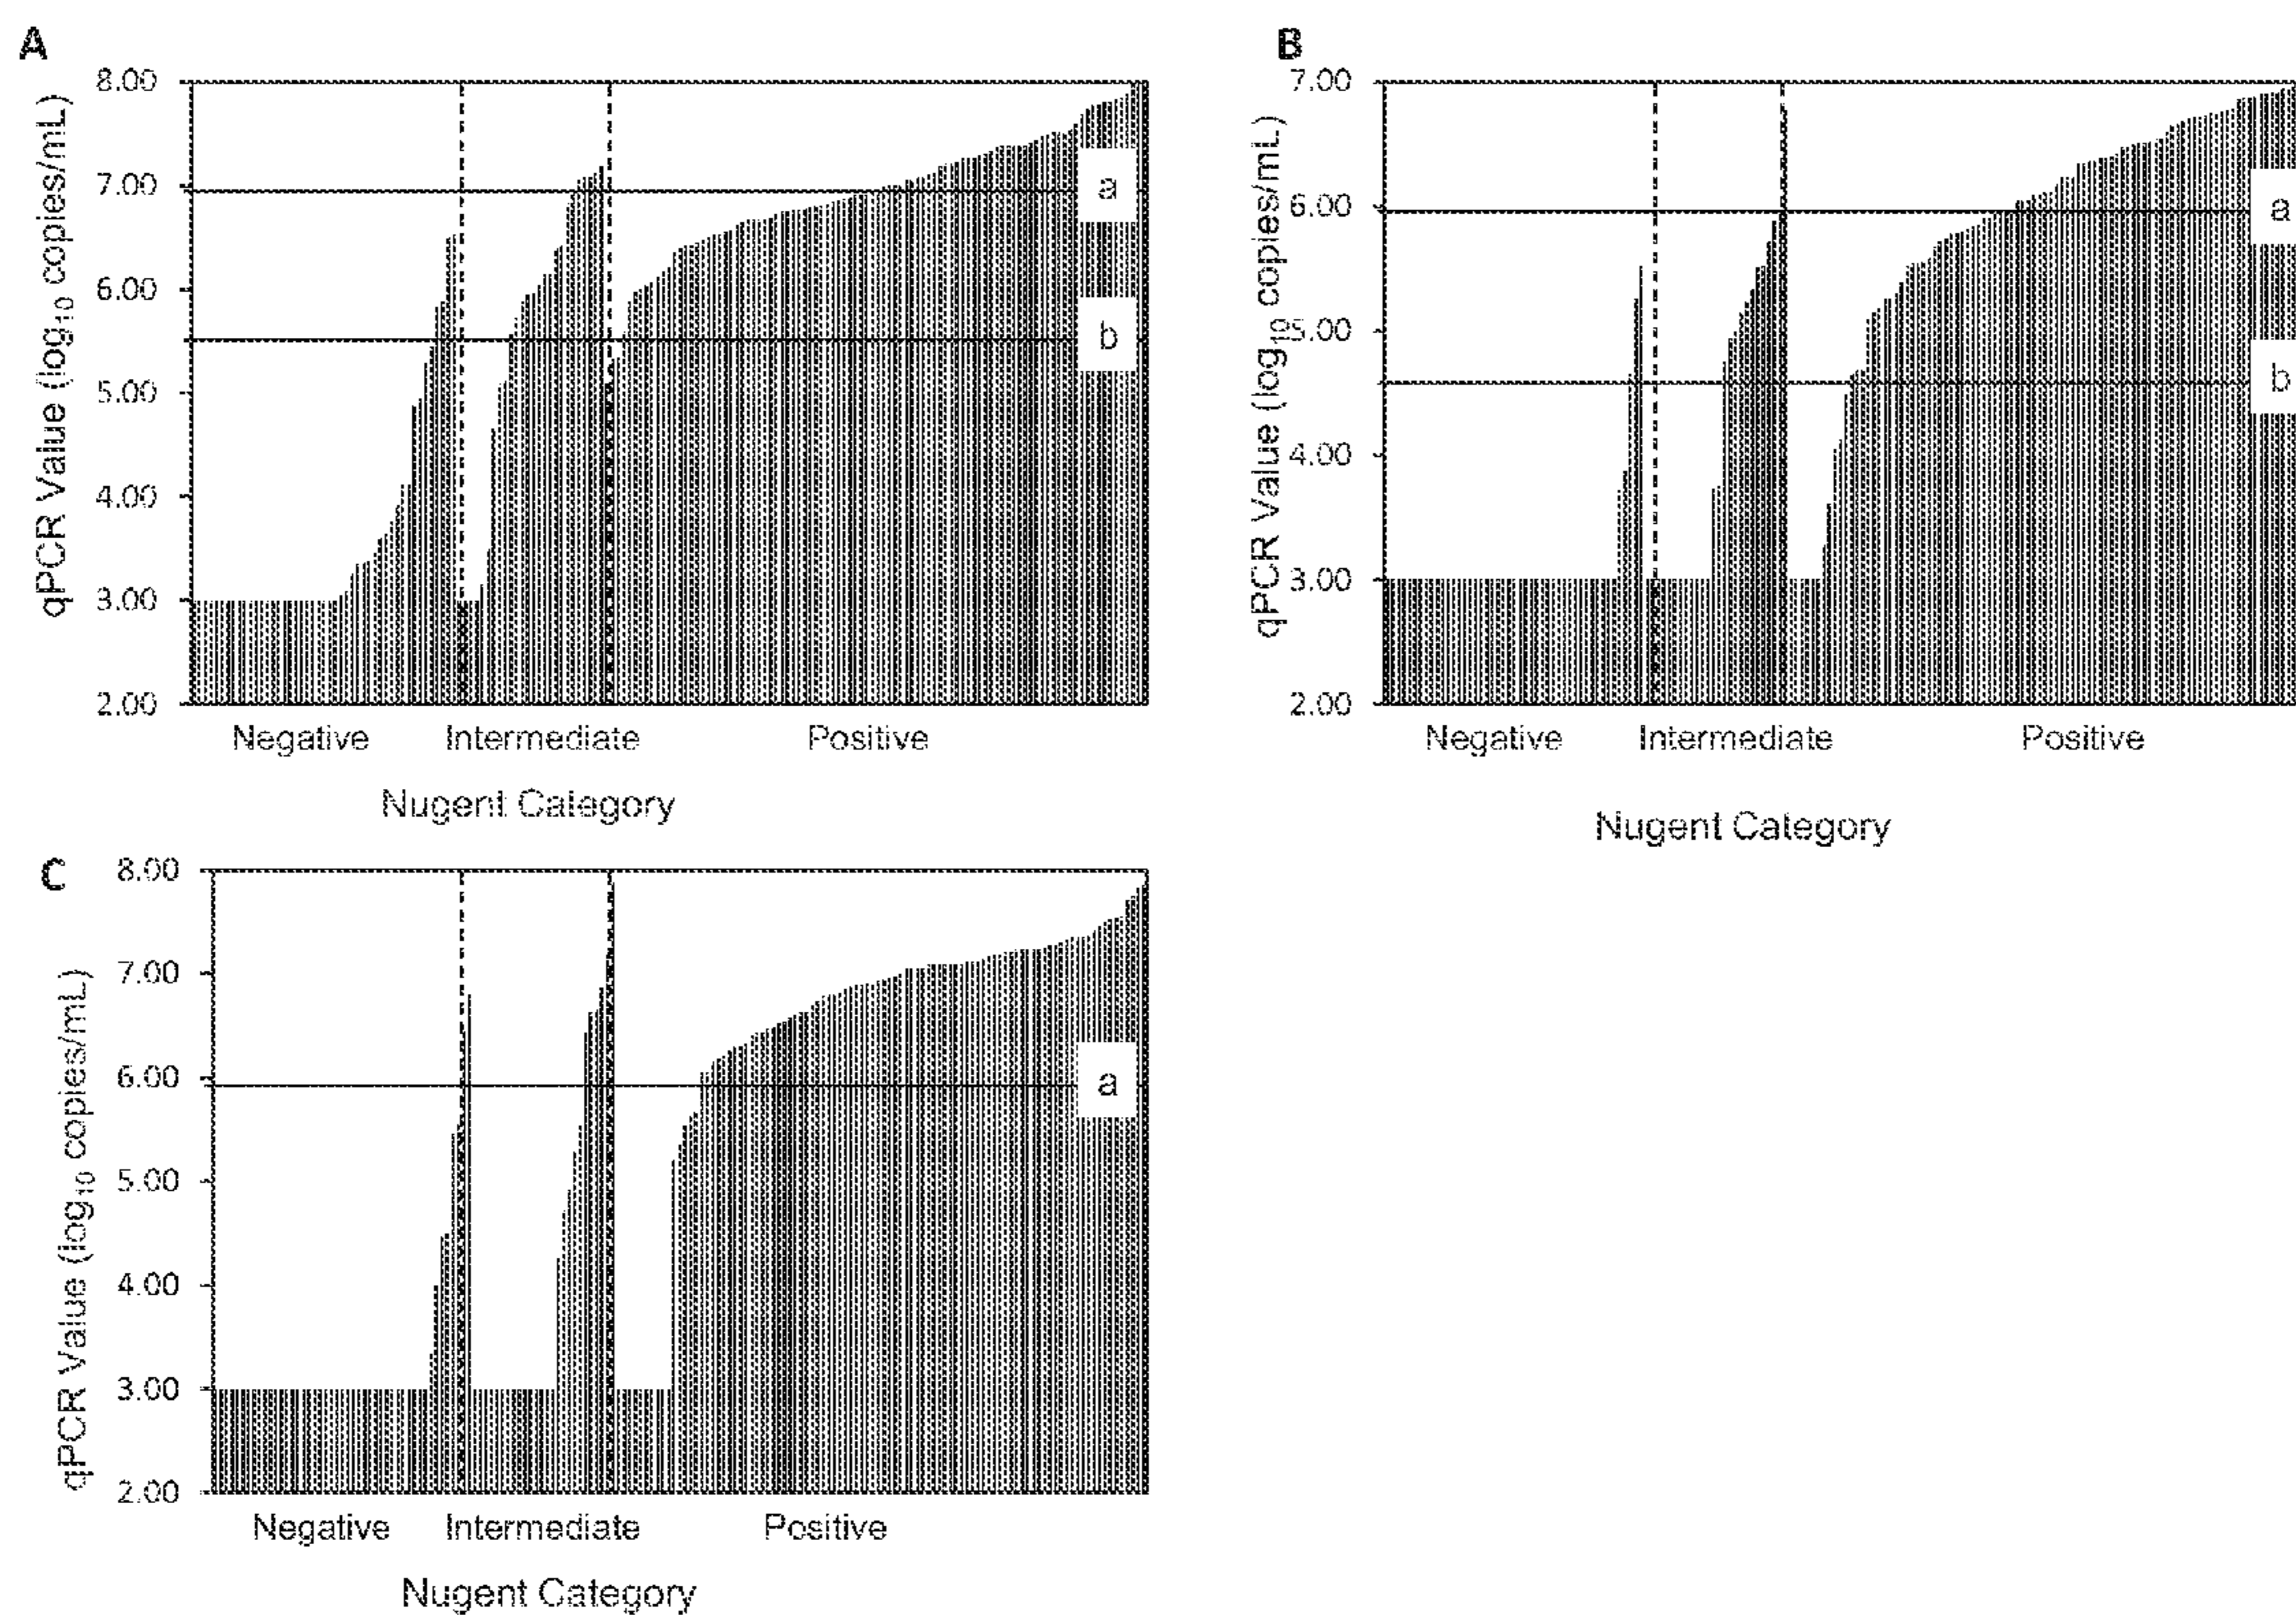 A
qPCR Value (log10 copies/mL)
8.00
7.00
6.00
5.00
4.00
3.00
2.00
a
b
Negative Intermediate Positive
Nugent Category
B
qPCR Value (log10 copies/mL)
7.00
6.00
5.00
4.00
3.00
2.00
a
b
Negative Intermediate Positive
Nugent Category
C
qPCR Value (log10 copies/mL)
8.00
7.00
6.00
5.00
4.00
3.00
2.00
a
Negative Intermediate Positive
Nugent Category